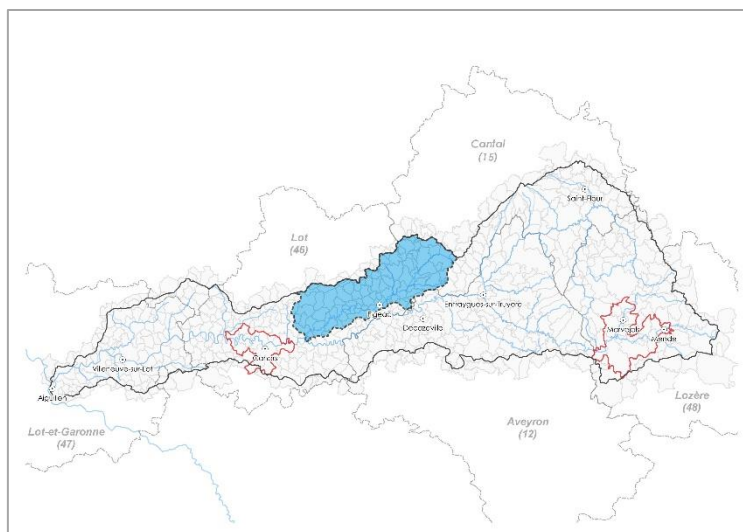 Cantal
(15)
Saint-Flour
Lot
(46)
Entraygues-sur-Truyère
Figeac
Decazeville
Marvejols
Mende
Cahors
Villeneuve-sur-Lot
Aiguillon
Lozère
(48)
Aveyron
(12)
Lot-et-Garonne
(47)